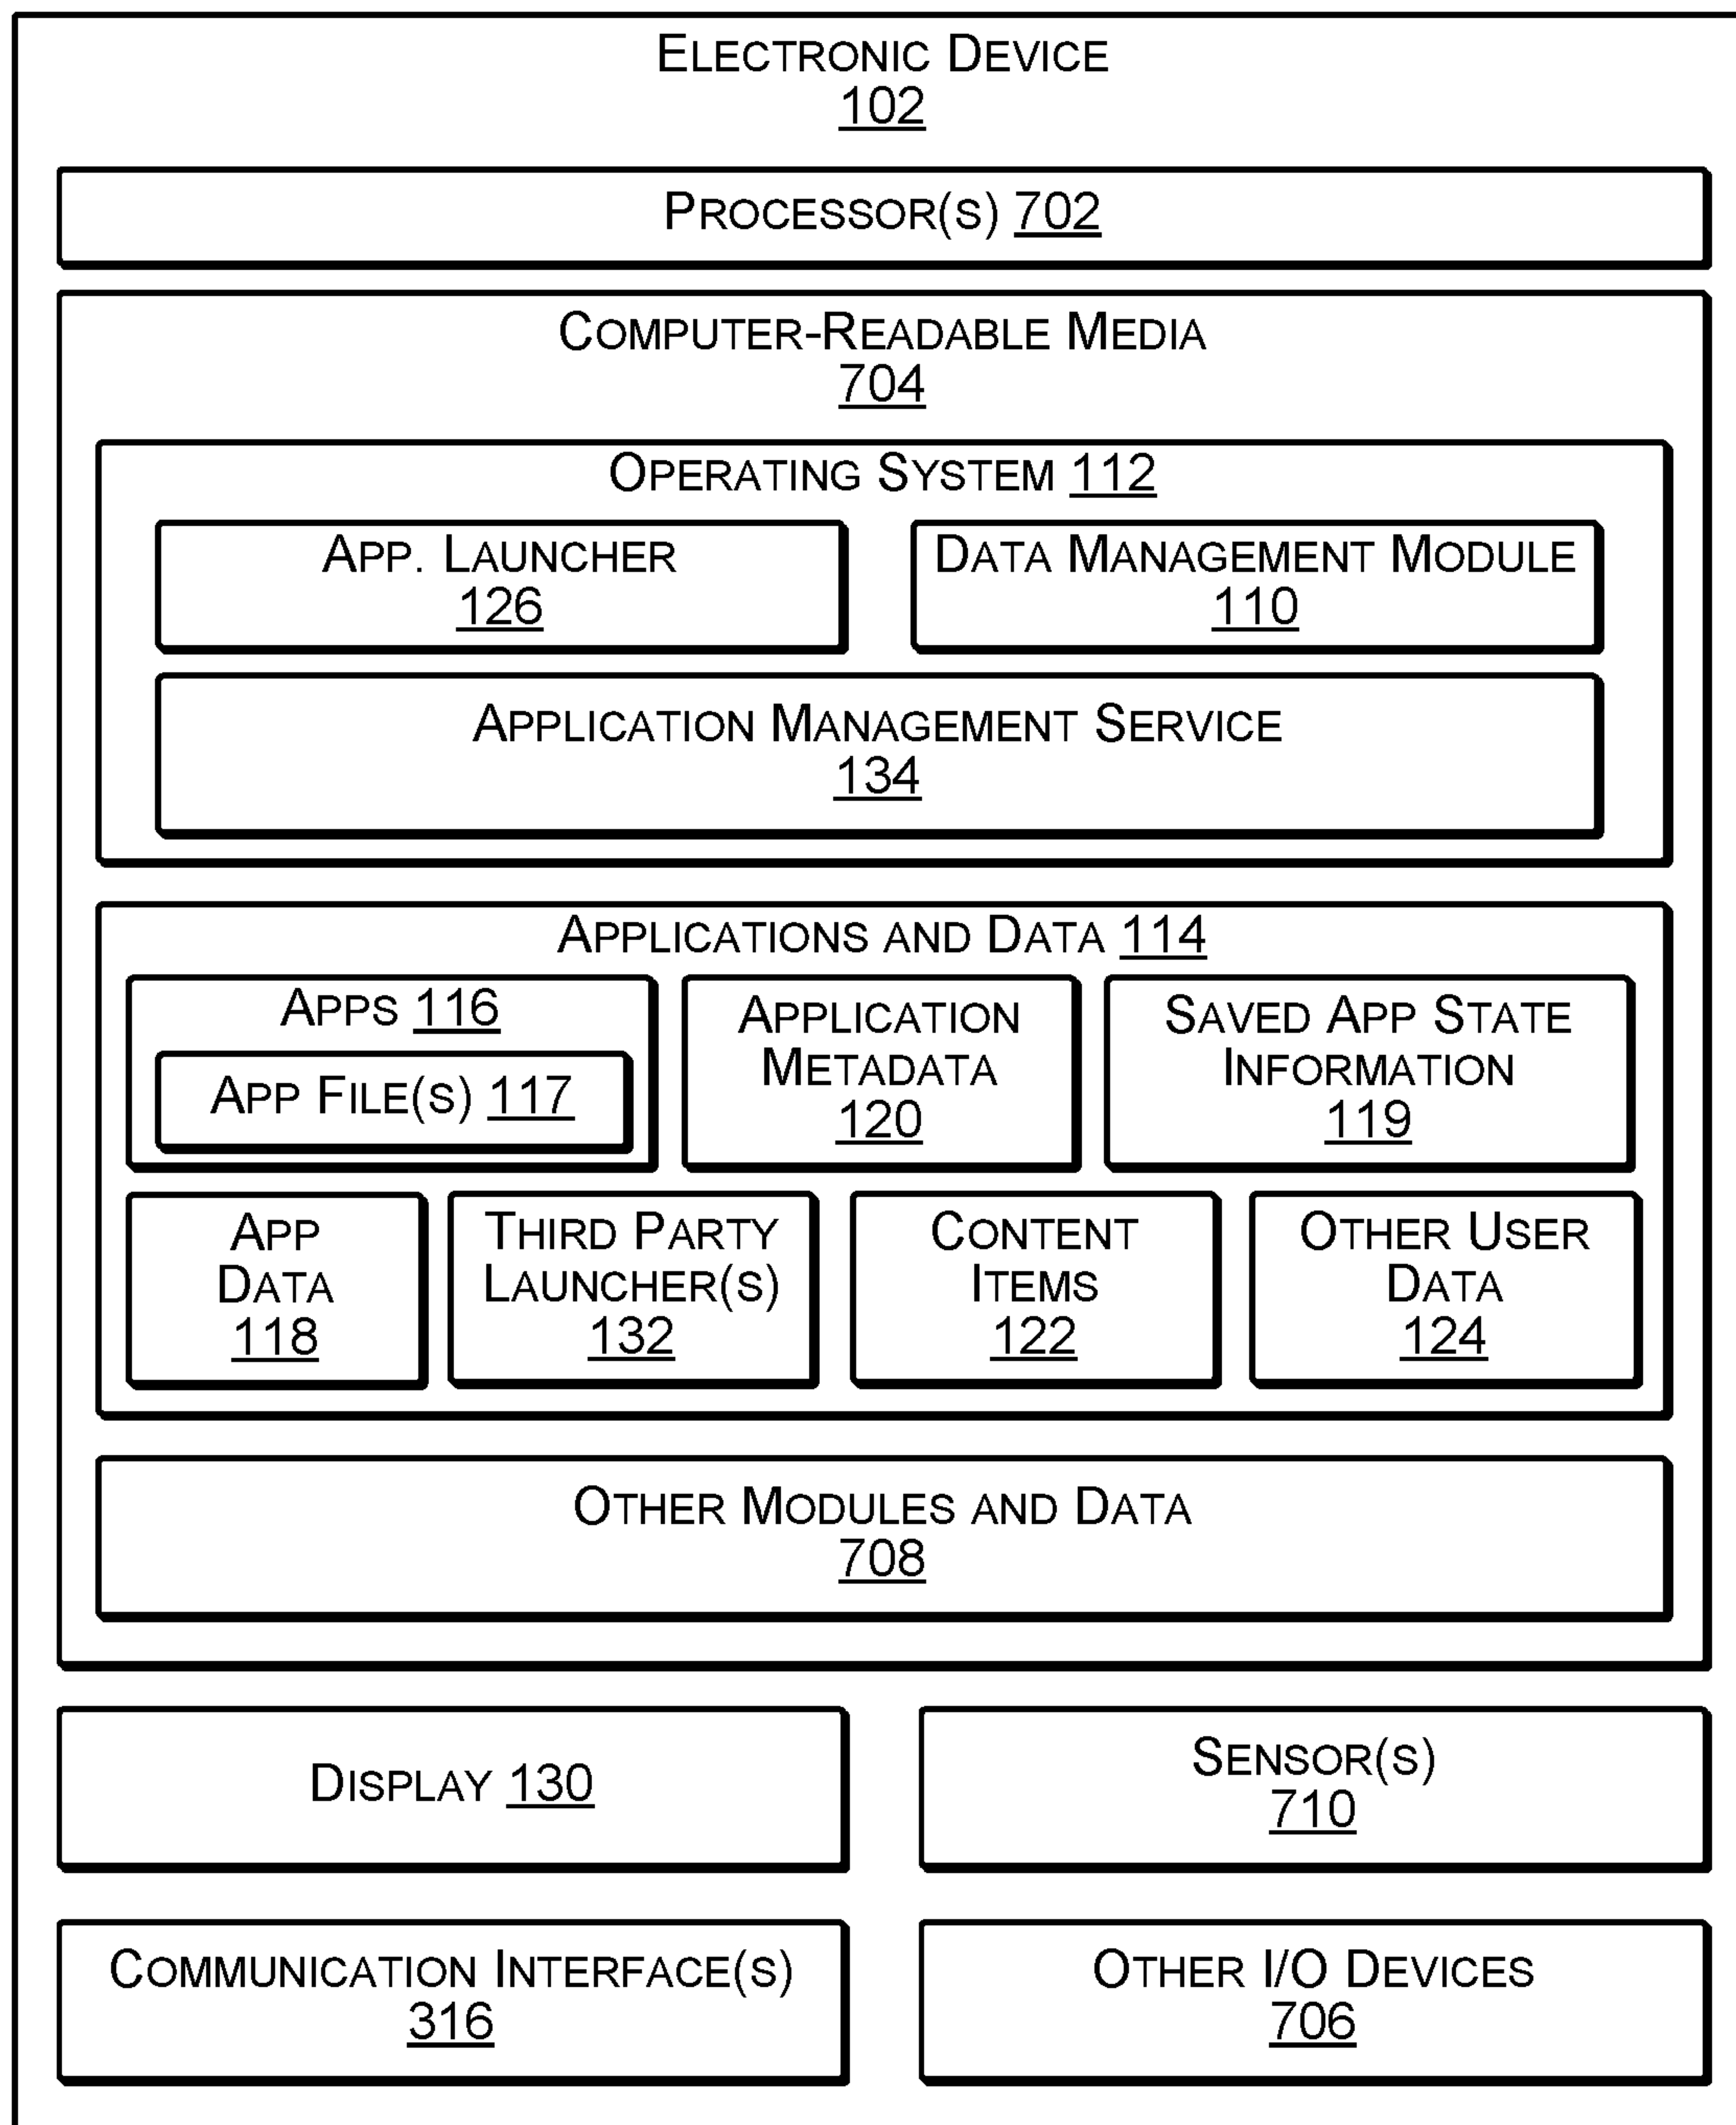 ELECTRONIC DEVICE
102
PROCESSOR(S) 702
COMPUTER-READABLE MEDIA
704
OPERATING SYSTEM 112
APP. LAUNCHER
126
DATA MANAGEMENT MODULE
110
APPLICATION MANAGEMENT SERVICE
134
APPLICATIONS AND DATA 114
APPS 116
APP FILE(S) 117
APPLICATION
METADATA
120
SAVED APP STATE
INFORMATION
119
APP
DATA
118
THIRD PARTY
LAUNCHER(S)
132
CONTENT
ITEMS
122
OTHER USER
DATA
124
OTHER MODULES AND DATA
708
DISPLAY 130
SENSOR(S)
710
COMMUNICATION INTERFACE(S)
316
OTHER I/O DEVICES
706